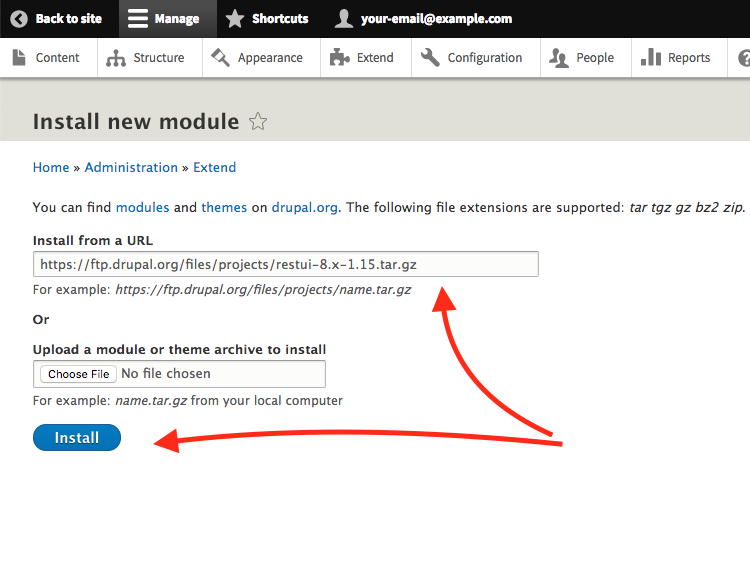 Back to site Manage Shortcuts your-email@example.com
Content Structure Appearance Extend Configuration People Reports
Install new module
Home » Administration » Extend
You can find modules and themes on drupal.org. The following file extensions are supported: tar tgz gz bz2 zip.
Install from a URL
https://ftp.drupal.org/files/projects/restui-8.x-1.15.tar.gz
For example: https://ftp.drupal.org/files/projects/name.tar.gz
Or
Upload a module or theme archive to install
Choose File No file chosen
For example: name.tar.gz from your local computer
Install